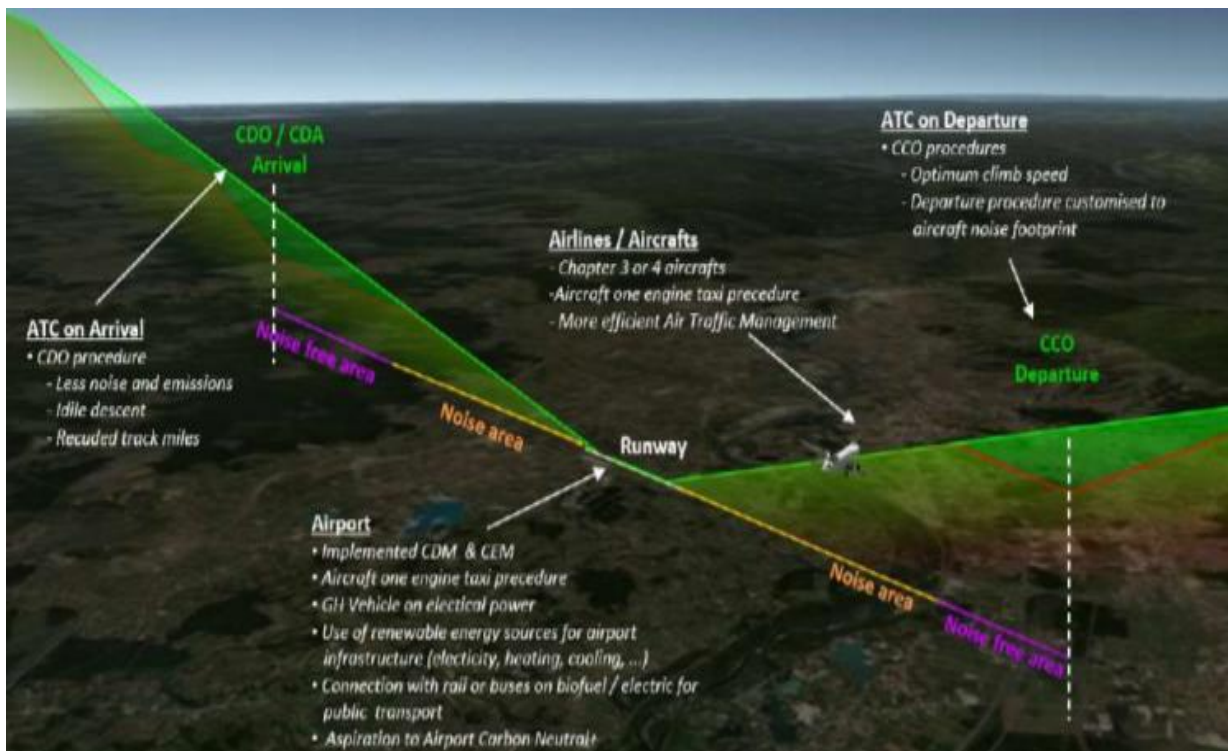 CDO / CDA
Arrival
ATC on Departure
• CCO procedures
- Optimum climb speed
- Departure procedure customised to
aircraft noise footprint
Airlines / Aircrafts
- Chapter 3 or 4 aircrafts
-Aircraft one engine taxi precedure
- More efficient Air Traffic Management
ATC on Arrival
• CDO procedure
- Less noise and emissions
- Idile descent
- Recuded track miles
Noise free area
CCO
Departure
Noise area
Runway
Airport
• Implemented CDM & CEM
• Aircraft one engine taxi precedure
• GH Vehicle on electical power
• Use of renewable energy sources for airport
infrastructure (electicity, heating, cooling, ...)
• Connection with rail or buses on biofuel / electric for
public transport
• Aspiration to Airport Carbon Neutral+
Noise area
Noise free area